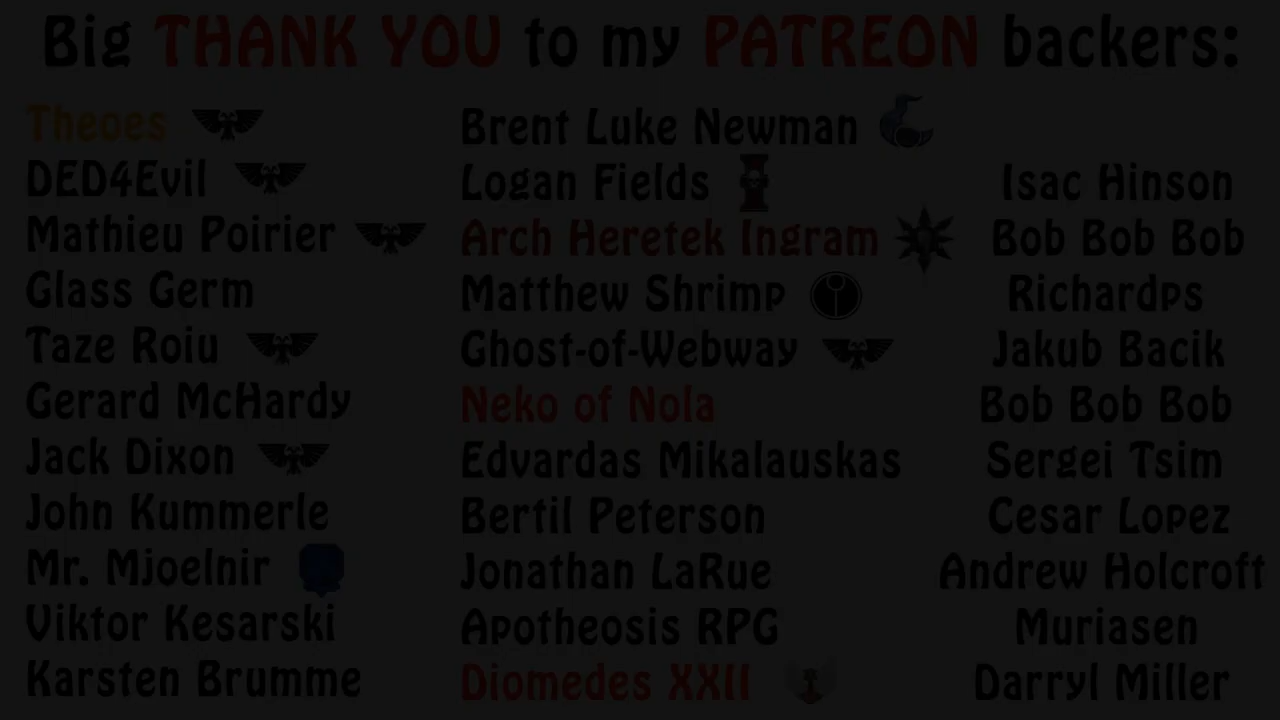 Big THANK YOU to my PATREON backers:
Theoes
DED4Evil
Mathieu Poirier
Glass Germ
Taze Roiu
Gerard McHardy
Jack Dixon
John Kummerle
Mr. Mjoelnir
Viktor Kesarski
Karsten Brumme
Brent Luke Newman
Logan Fields
Arch Heretek Ingram
Matthew Shrimp
Ghost-of-Webway
Neko of Nola
Edvardas Mikalauskas
Bertil Peterson
Jonathan LaRue
Apotheosis RPG
Diomedes XXII
Isac Hinson
Bob Bob Bob
Richardps
Jakub Bacik
Bob Bob Bob
Sergei Tsim
Cesar Lopez
Andrew Holcroft
Muriasen
Darryl Miller